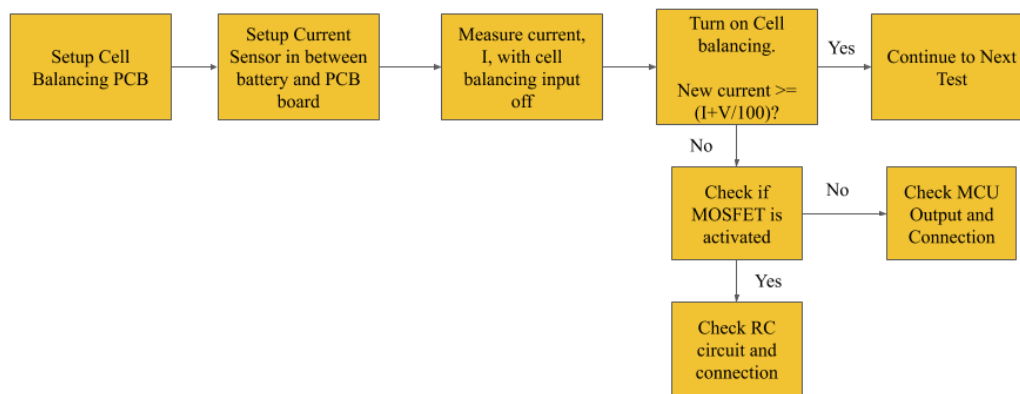 Setup Cell
Balancing PCB
Setup Current
Sensor in between
battery and PCB
board
Measure current,
I, with cell
balancing input
off
Turn on Cell
balancing.
New current >=
(I+V/100)?
Yes
Continue to Next
Test
No
Check if
MOSFET is
activated
No
Check MCU
Output and
Connection
Yes
Check RC
circuit and
connection